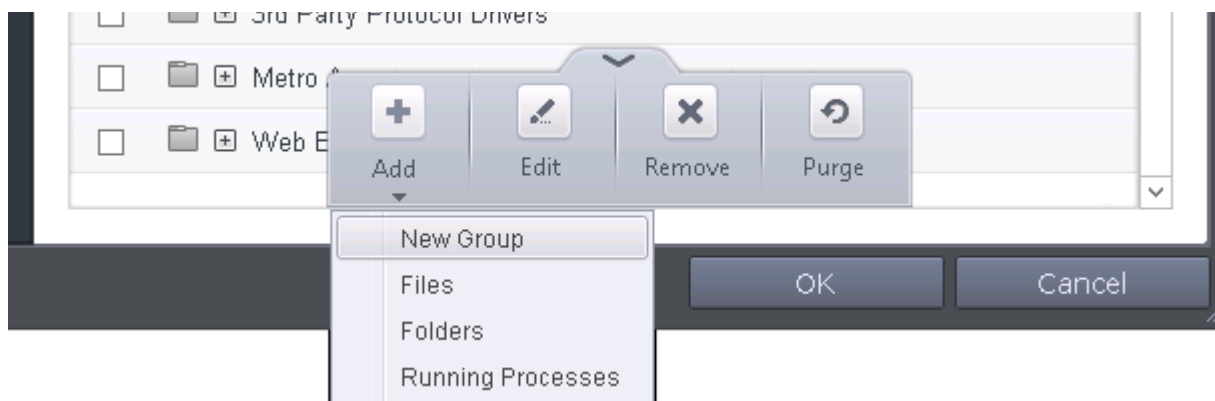 3rd Party Protocol Drivers
Metro
Web E
Add
Edit
Remove
Purge
New Group
Files
Folders
Running Processes
OK
Cancel